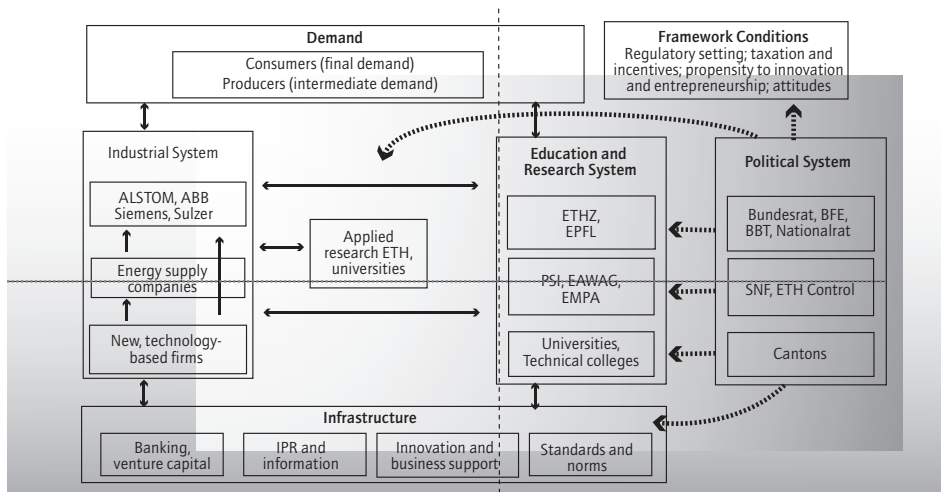 Demand
Consumers (final demand)
Producers (intermediate demand)
Framework Conditions
Regulatory setting; taxation and
incentives; propensity to innovation
and entrepreneurship; attitudes
Industrial System
ALSTOM, ABB
Siemens, Sulzer
Energy supply
companies
New, technology-
based firms
Applied
research ETH,
universities
Education and
Research System
ETHZ,
EPFL
PSI, EAWAG,
EMPA
Universities,
Technical colleges
Political System
Bundesrat, BFE,
BBT, Nationalrat
SNF, ETH Control
Cantons
Infrastructure
Banking,
venture capital
IPR and
information
Innovation and
business support
Standards and
norms